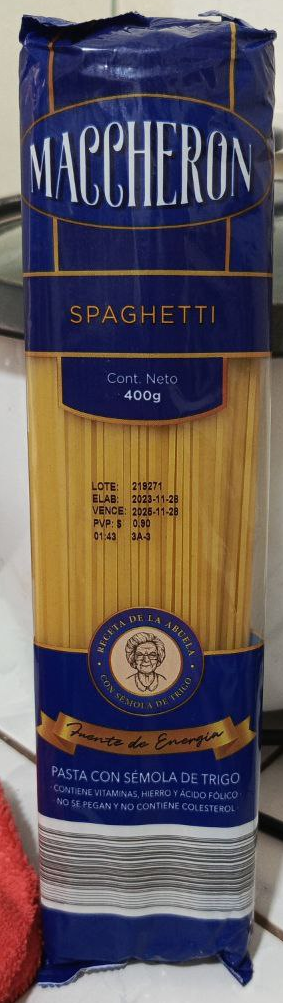 MACCHERON
SPAGHETTI
Cont. Neto
400g
LOTE: 219271
ELAB: 2023-11-28
VENCE: 2025-11-28
PVP: $ 0.90
01:43 3A-3
RECETA DE LA ABUELA
CON SÉMOLA DE TRIGO
Fuente de Energía
PASTA CON SÉMOLA DE TRIGO
· CONTIENE VITAMINAS, HIERRO Y ÁCIDO FÓLICO ·
· NO SE PEGAN Y NO CONTIENE COLESTEROL ·